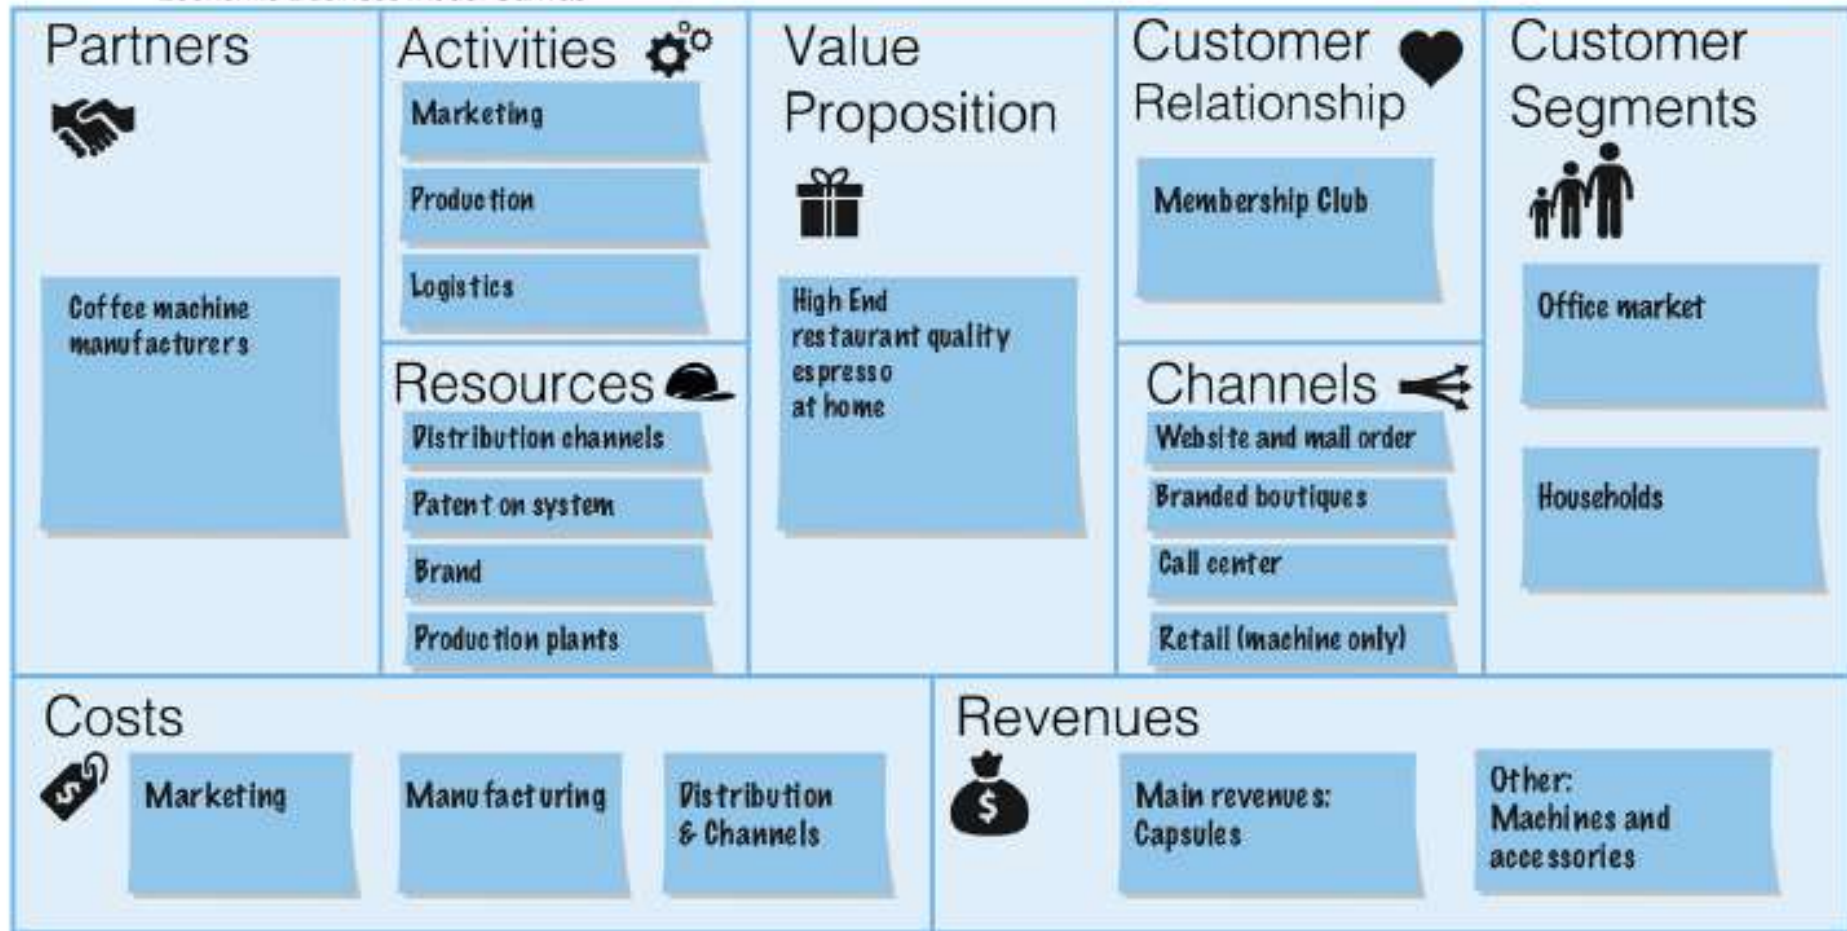 Partners
Coffee machine
manufacturers
Activities
Marketing
Production
Logistics
Resources
Distribution channels
Patent on system
Brand
Production plants
Value
Proposition
High End
restaurant quality
espresso
at home
Customer
Relationship
Membership Club
Channels
Website and mail order
Branded boutiques
Call center
Retail (machine only)
Customer
Segments
Office market
Households
Costs
$
Marketing
Manufacturing
Distribution
& Channels
Revenues
$
Main revenues:
Capsules
Other:
Machines and
accessories